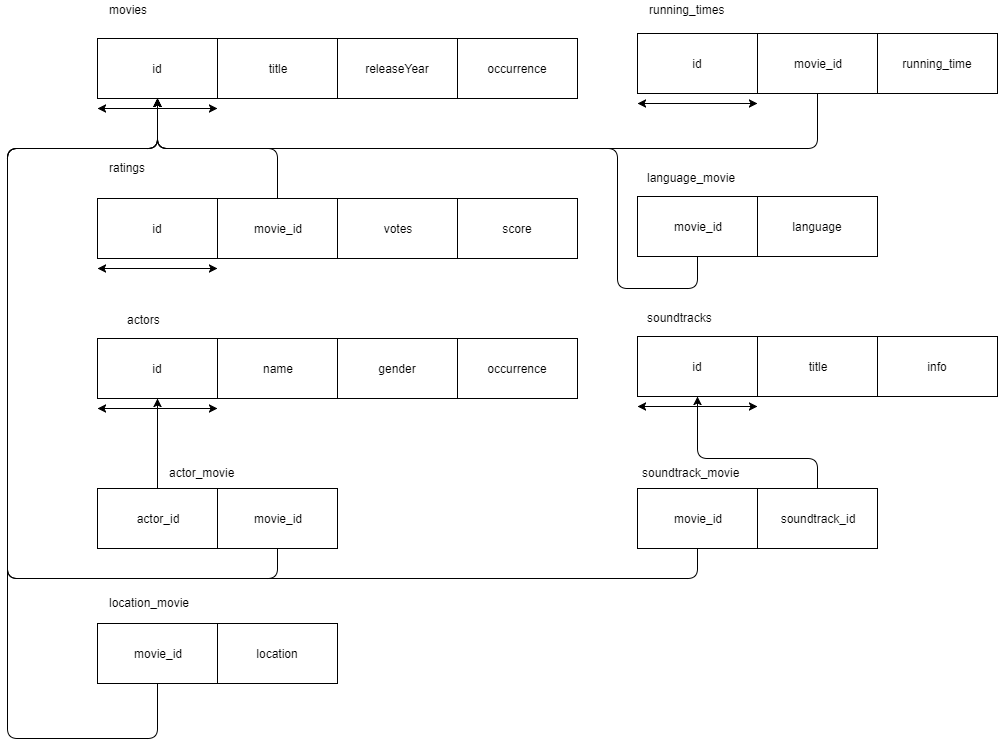 movies
id title releaseYear occurrence
running_times
id movie_id running_time
ratings
id movie_id votes score
language_movie
movie_id language
actors
id name gender occurrence
soundtracks
id title info
actor_movie
actor_id movie_id
soundtrack_movie
movie_id soundtrack_id
location_movie
movie_id location